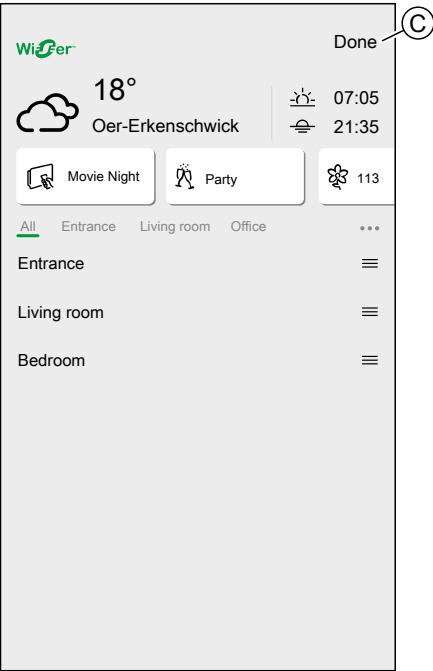 Wiser
Done
C
18°
Oer-Erkenschwick
07:05
21:35
Movie Night
Party
113
All Entrance Living room Office
Entrance
Living room
Bedroom